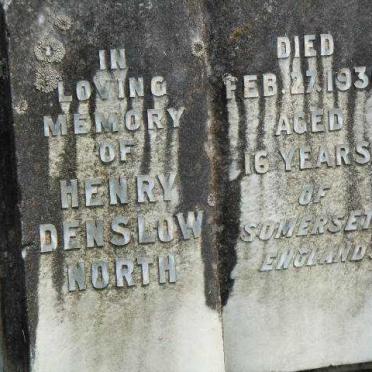 IN
LOVING
MEMORY
OF
HENRY
DENSLOW
NORTH
DIED
FEB. 27. 193
AGED
16 YEARS
OF
SOMERSET
ENGLAND